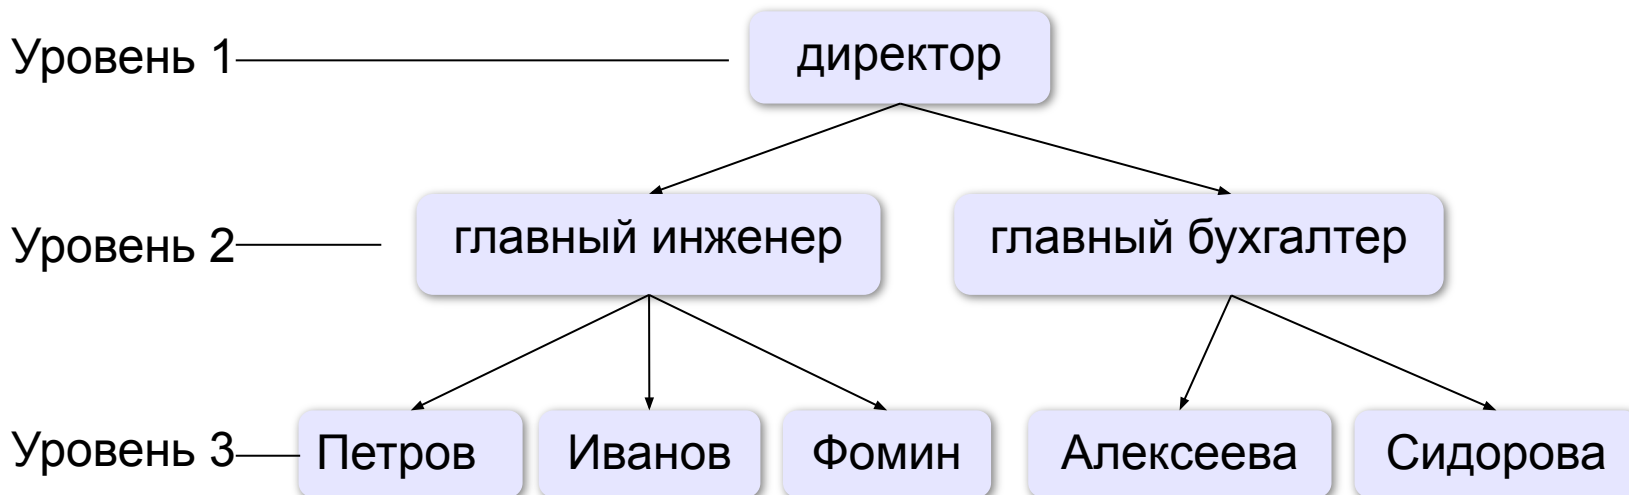 Уровень 1 директор
Уровень 2 главный инженер главный бухгалтер
Уровень 3 Петров Иванов Фомин Алексеева Сидорова